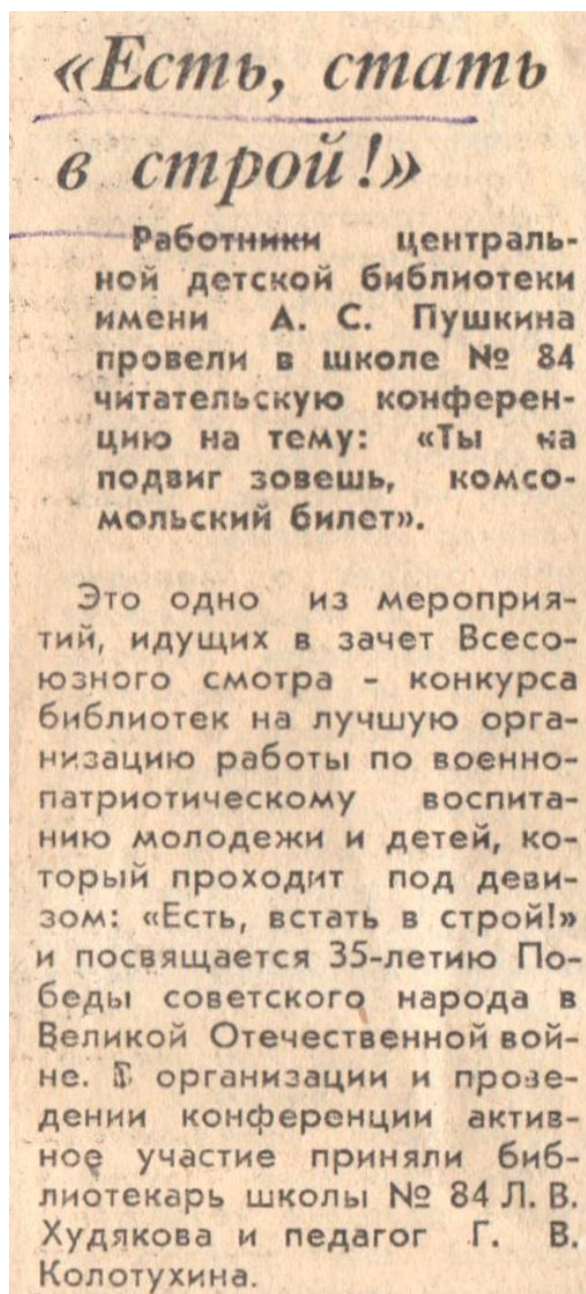 «Есть, стать
в строй!»
Работники централь-
ной детской библиотеки
имени А. С. Пушкина
провели в школе № 84
читательскую конферен-
цию на тему: «Ты на
подвиг зовешь, комсо-
мольский билет».
Это одно из мероприя-
тий, идущих в зачет Всесо-
юзного смотра - конкурса
библиотек на лучшую орга-
низацию работы по военно-
патриотическому воспита-
нию молодежи и детей, ко-
торый проходит под деви-
зом: «Есть, встать в строй!»
и посвящается 35-летию По-
беды советского народа в
Великой Отечественной вой-
не. В организации и прове-
дении конференции актив-
ное участие приняли биб-
лиотекарь школы № 84 Л. В.
Худякова и педагог Г. В.
Колотухина.